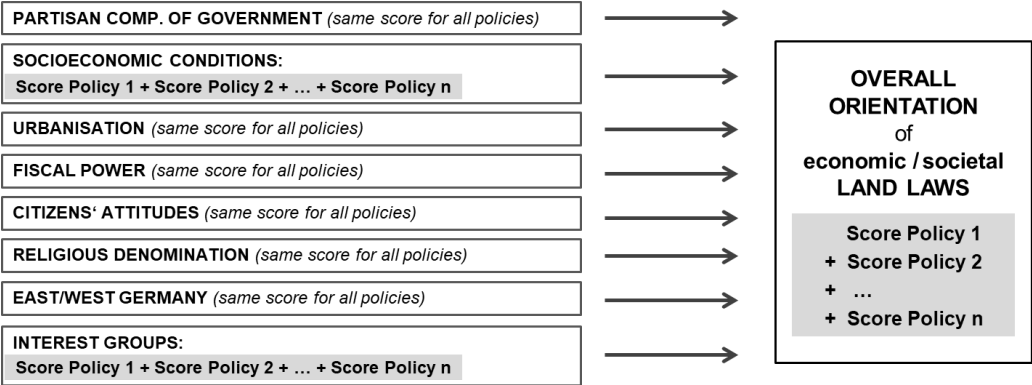 PARTISAN COMP. OF GOVERNMENT (same score for all policies)
SOCIOECONOMIC CONDITIONS:
Score Policy 1 + Score Policy 2 + … + Score Policy n
URBANISATION (same score for all policies)
FISCAL POWER (same score for all policies)
CITIZENS‘ ATTITUDES (same score for all policies)
RELIGIOUS DENOMINATION (same score for all policies)
EAST/WEST GERMANY (same score for all policies)
INTEREST GROUPS:
Score Policy 1 + Score Policy 2 + … + Score Policy n
OVERALL
ORIENTATION
of
economic / societal
LAND LAWS
Score Policy 1
+ Score Policy 2
+ …
+ Score Policy n